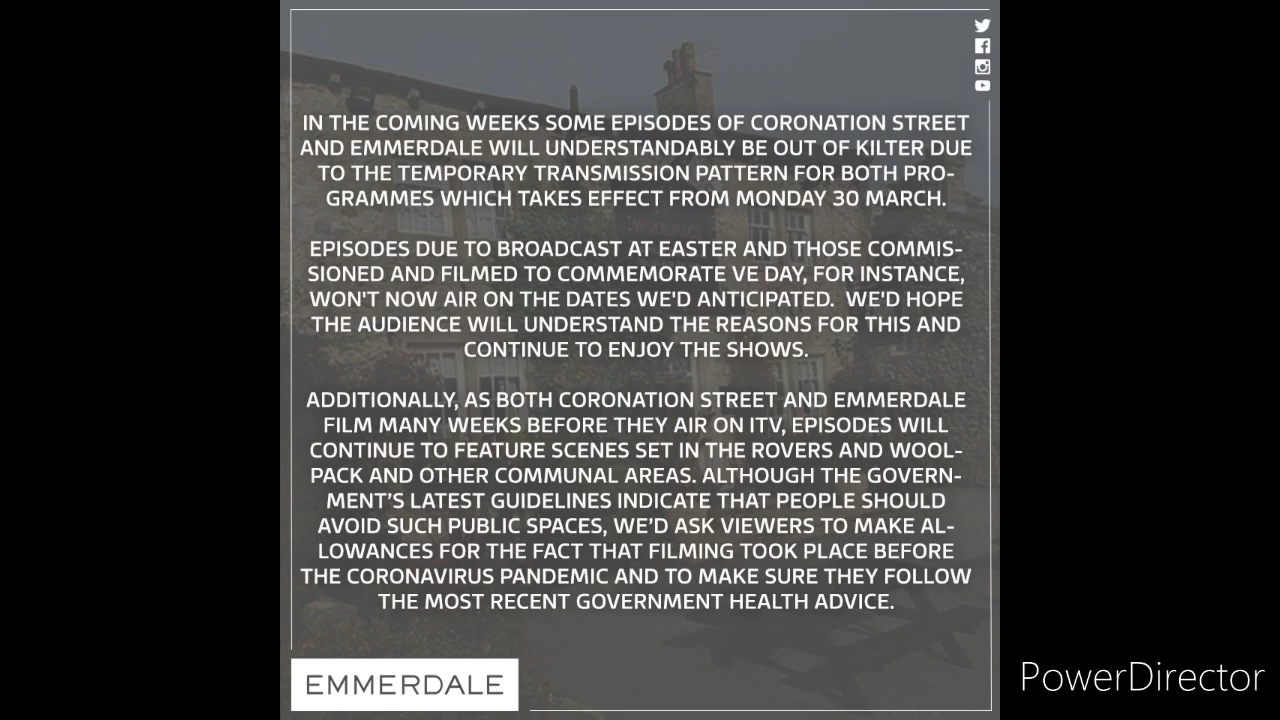 IN THE COMING WEEKS SOME EPISODES OF CORONATION STREET
AND EMMERDALE WILL UNDERSTANDABLY BE OUT OF KILTER DUE
TO THE TEMPORARY TRANSMISSION PATTERN FOR BOTH PRO-
GRAMMES WHICH TAKES EFFECT FROM MONDAY 30 MARCH.
EPISODES DUE TO BROADCAST AT EASTER AND THOSE COMMIS-
SIONED AND FILMED TO COMMEMORATE VE DAY, FOR INSTANCE,
WON'T NOW AIR ON THE DATES WE'D ANTICIPATED. WE'D HOPE
THE AUDIENCE WILL UNDERSTAND THE REASONS FOR THIS AND
CONTINUE TO ENJOY THE SHOWS.
ADDITIONALLY, AS BOTH CORONATION STREET AND EMMERDALE
FILM MANY WEEKS BEFORE THEY AIR ON ITV, EPISODES WILL
CONTINUE TO FEATURE SCENES SET IN THE ROVERS AND WOOL-
PACK AND OTHER COMMUNAL AREAS. ALTHOUGH THE GOVERN-
MENT'S LATEST GUIDELINES INDICATE THAT PEOPLE SHOULD
AVOID SUCH PUBLIC SPACES, WE'D ASK VIEWERS TO MAKE AL-
LOWANCES FOR THE FACT THAT FILMING TOOK PLACE BEFORE
THE CORONAVIRUS PANDEMIC AND TO MAKE SURE THEY FOLLOW
THE MOST RECENT GOVERNMENT HEALTH ADVICE.
EMMERDALE
PowerDirector